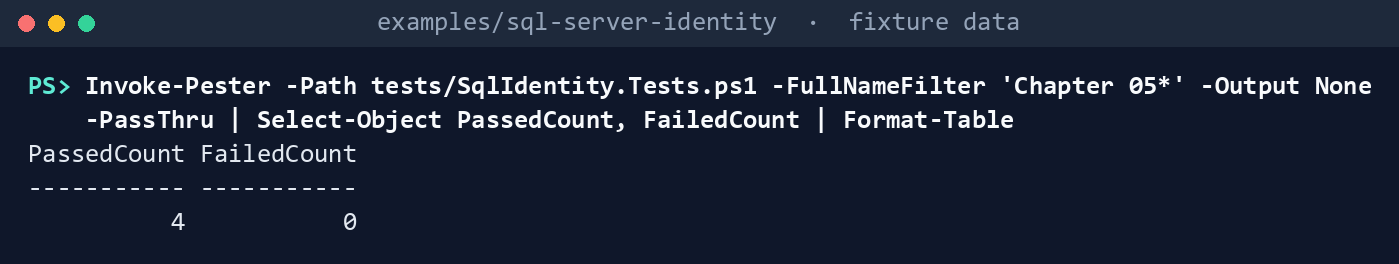 examples/sql-server-identity · fixture data
PS> Invoke-Pester -Path tests/SqlIdentity.Tests.ps1 -FullNameFilter 'Chapter 05*' -Output None
-PassThru | Select-Object PassedCount, FailedCount | Format-Table
PassedCount FailedCount
----------- -----------
4 0